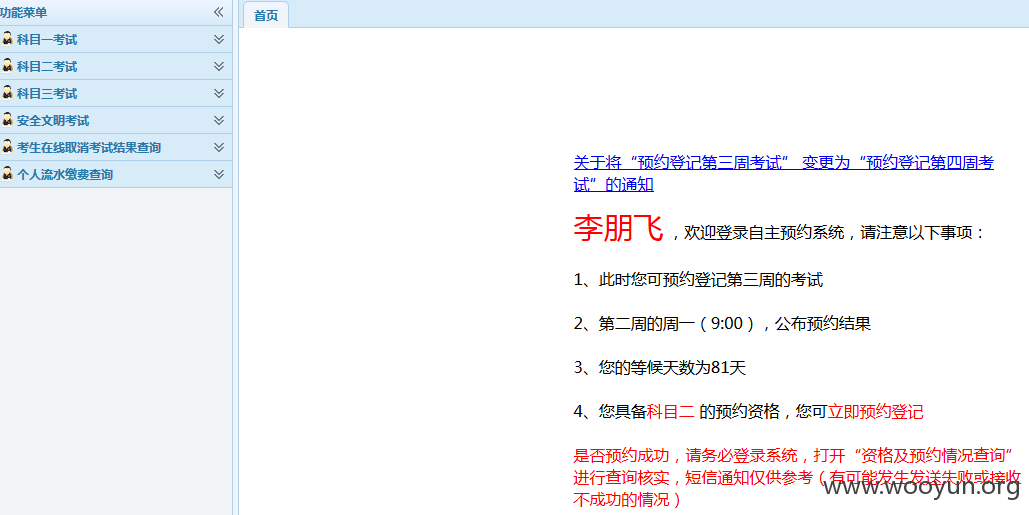 功能菜单
首页
科目一考试
科目二考试
科目三考试
安全文明考试
考生在线取消考试结果查询
个人流水缴费查询
关于将“预约登记第三周考试” 变更为“预约登记第四周考
试”的通知
李朋飞 ，欢迎登录自主预约系统，请注意以下事项：
1、此时您可预约登记第三周的考试
2、第二周的周一（9:00），公布预约结果
3、您的等候天数为81天
4、您具备科目二 的预约资格，您可立即预约登记
是否预约成功，请务必登录系统，打开“资格及预约情况查询”
进行查询核实，短信通知仅供参考（有可能发生发送失败或接收
不成功的情况）
www.wooyun.org